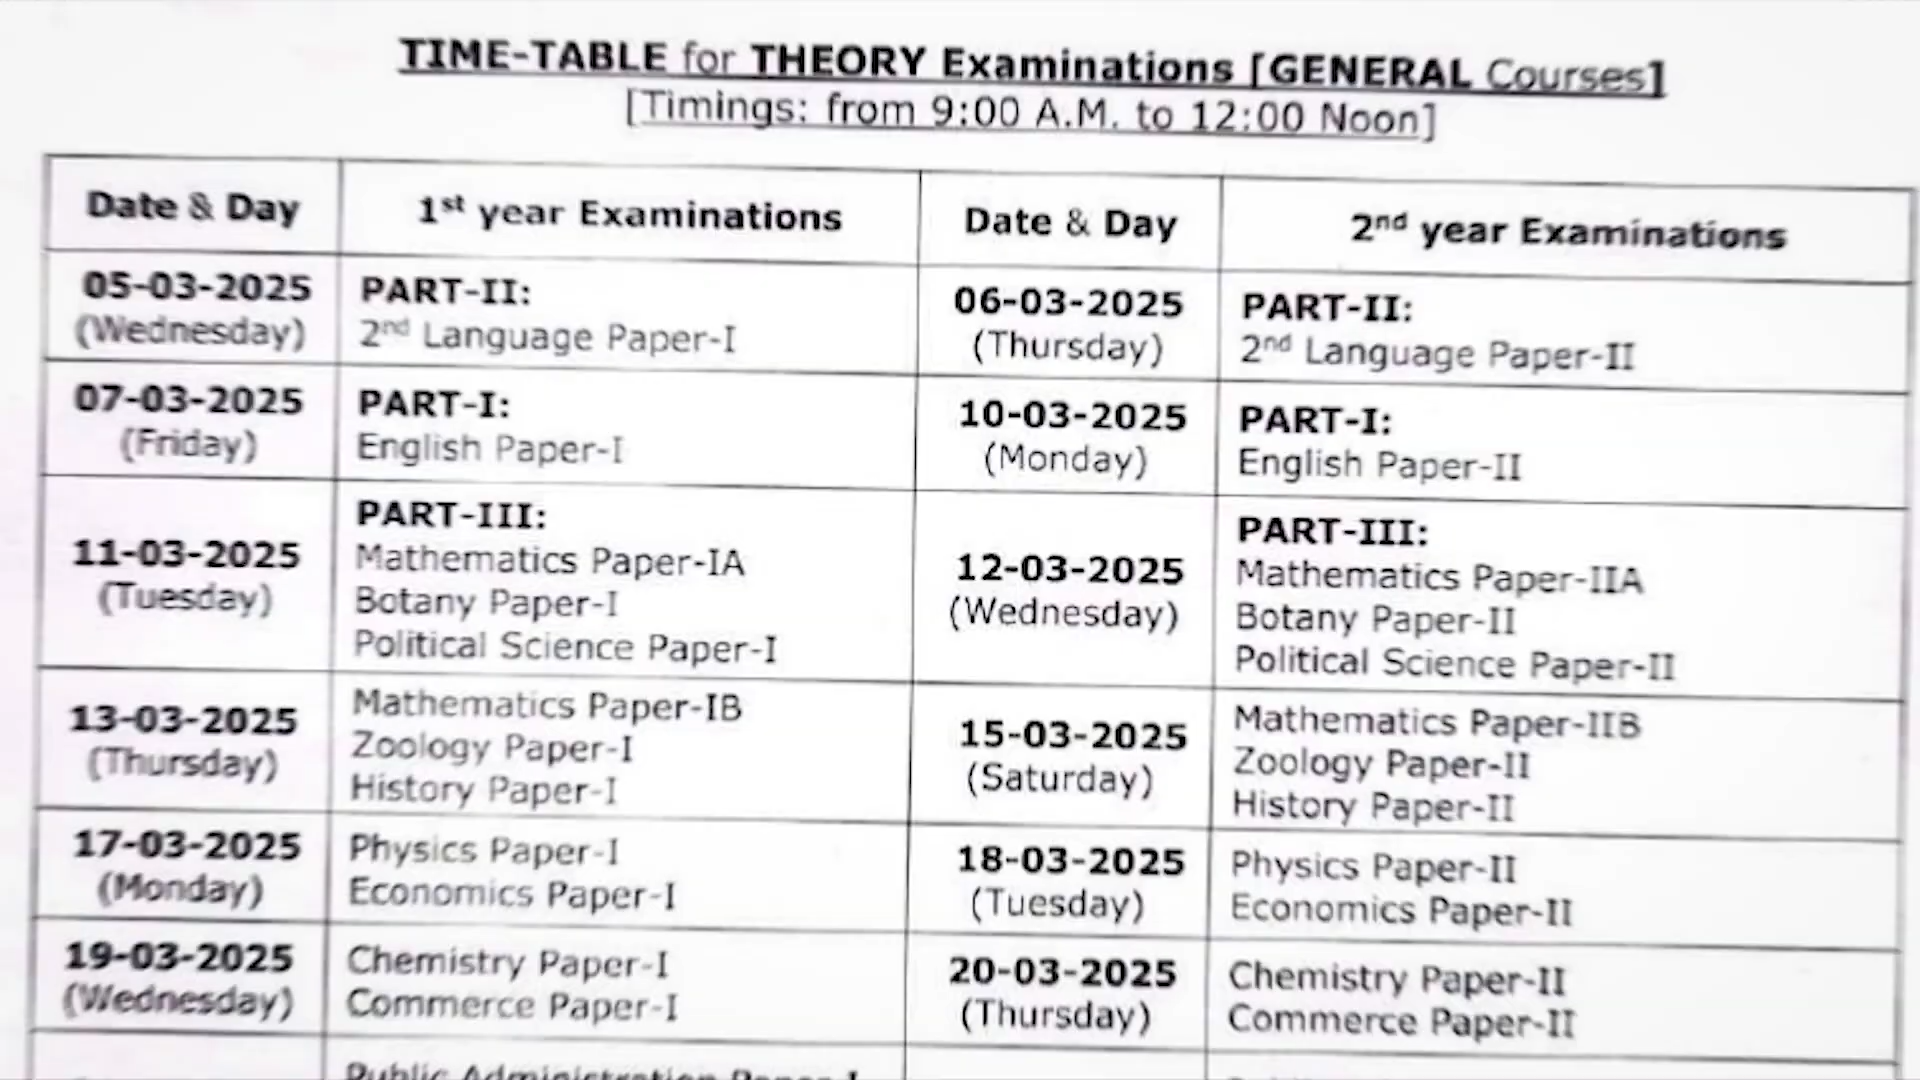 TIME-TABLE for THEORY Examinations [GENERAL Courses]
[Timings: from 9:00 A.M. to 12:00 Noon]
Date & Day
1st year Examinations
Date & Day
2nd year Examinations
05-03-2025
(Wednesday)
PART-II:
2nd Language Paper-I
06-03-2025
(Thursday)
PART-II:
2nd Language Paper-II
07-03-2025
(Friday)
PART-I:
English Paper-I
10-03-2025
(Monday)
PART-I:
English Paper-II
11-03-2025
(Tuesday)
PART-III:
Mathematics Paper-IA
Botany Paper-I
Political Science Paper-I
12-03-2025
(Wednesday)
PART-III:
Mathematics Paper-IIA
Botany Paper-II
Political Science Paper-II
13-03-2025
(Thursday)
Mathematics Paper-IB
Zoology Paper-I
History Paper-I
15-03-2025
(Saturday)
Mathematics Paper-IIB
Zoology Paper-II
History Paper-II
17-03-2025
(Monday)
Physics Paper-I
Economics Paper-I
18-03-2025
(Tuesday)
Physics Paper-II
Economics Paper-II
19-03-2025
(Wednesday)
Chemistry Paper-I
Commerce Paper-I
20-03-2025
(Thursday)
Chemistry Paper-II
Commerce Paper-II
Public Administration Paper-I